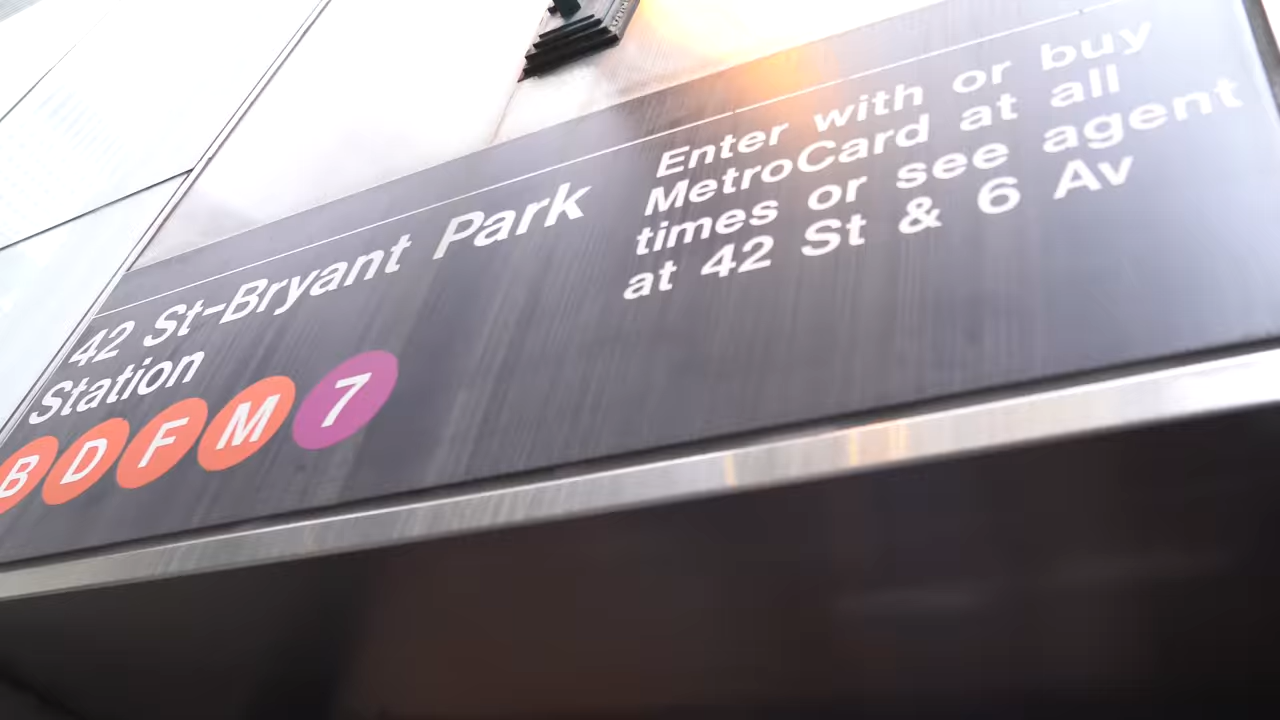 42 St-Bryant Park
Station
B D F M 7
Enter with or buy
MetroCard at all
times or see agent
at 42 St & 6 Av